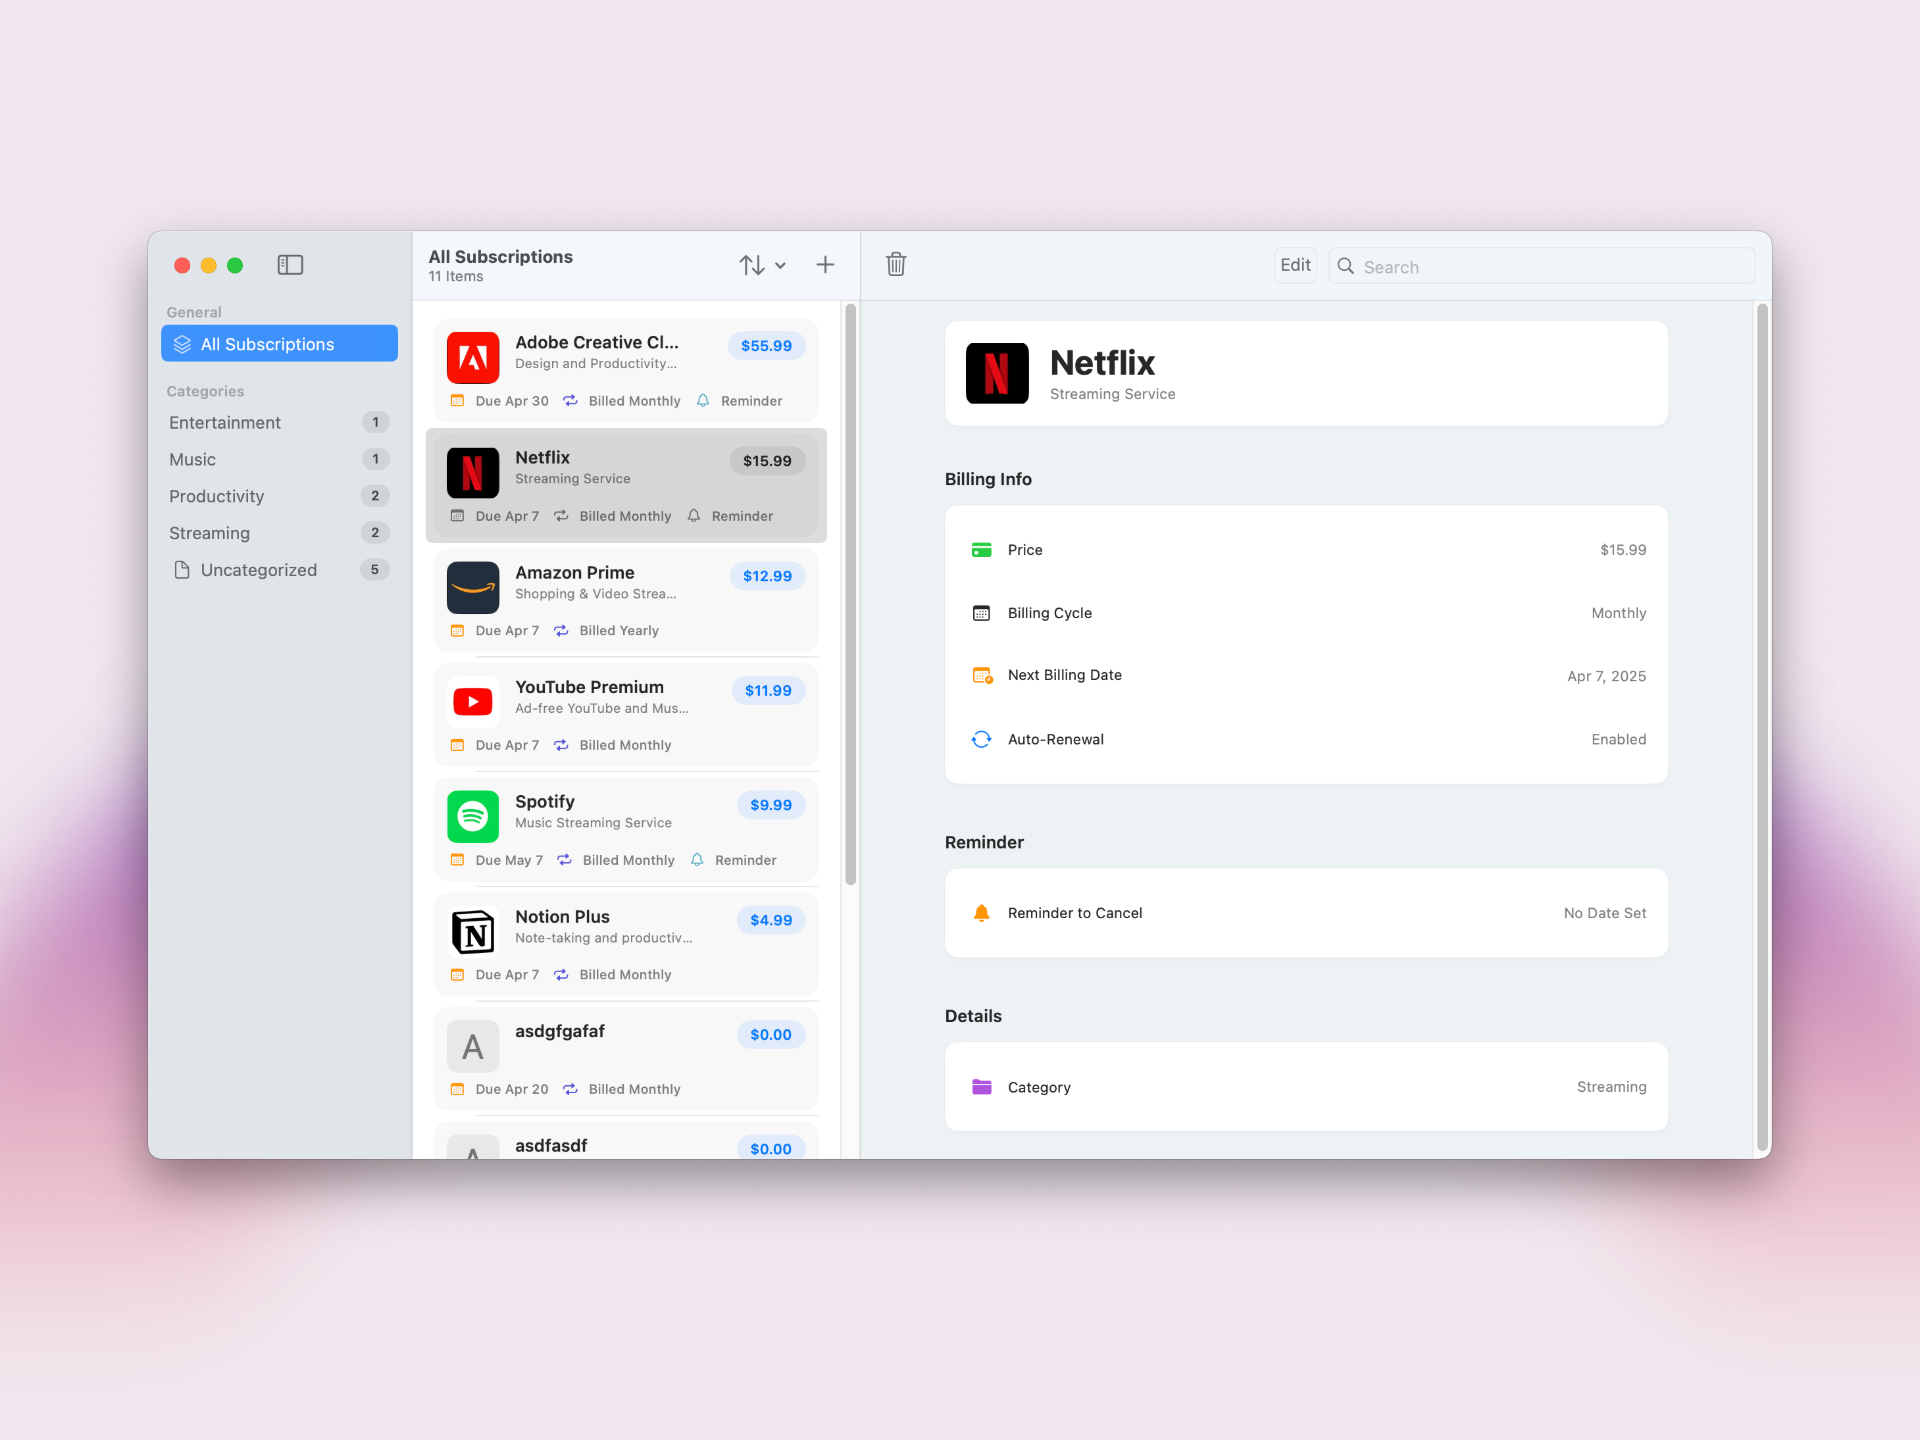 General
All Subscriptions
Categories
Entertainment 1
Music 1
Productivity 2
Streaming 2
Uncategorized 5
All Subscriptions
11 Items
Adobe Creative Cl... $55.99
Design and Productivity...
Due Apr 30 Billed Monthly Reminder
N
Netflix $15.99
Streaming Service
Due Apr 7 Billed Monthly Reminder
Amazon Prime $12.99
Shopping & Video Strea...
Due Apr 7 Billed Yearly
YouTube Premium $11.99
Ad-free YouTube and Mus...
Due Apr 7 Billed Monthly
Spotify $9.99
Music Streaming Service
Due May 7 Billed Monthly Reminder
N
Notion Plus $4.99
Note-taking and productiv...
Due Apr 7 Billed Monthly
A
asdgfgafaf $0.00
Due Apr 20 Billed Monthly
A
asdfasdf $0.00
Edit
Search
N
Netflix
Streaming Service
Billing Info
Price $15.99
Billing Cycle Monthly
Next Billing Date Apr 7, 2025
Auto-Renewal Enabled
Reminder
Reminder to Cancel No Date Set
Details
Category Streaming